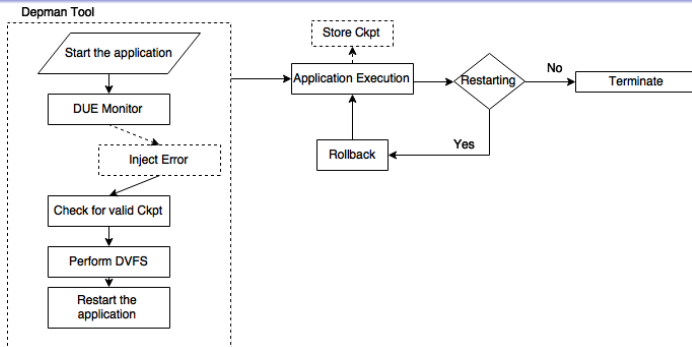 Depman Tool
Start the application
DUE Monitor
Inject Error
Check for valid Ckpt
Perform DVFS
Restart the
application
Store Ckpt
Application Execution
Restarting
No
Terminate
Yes
Rollback